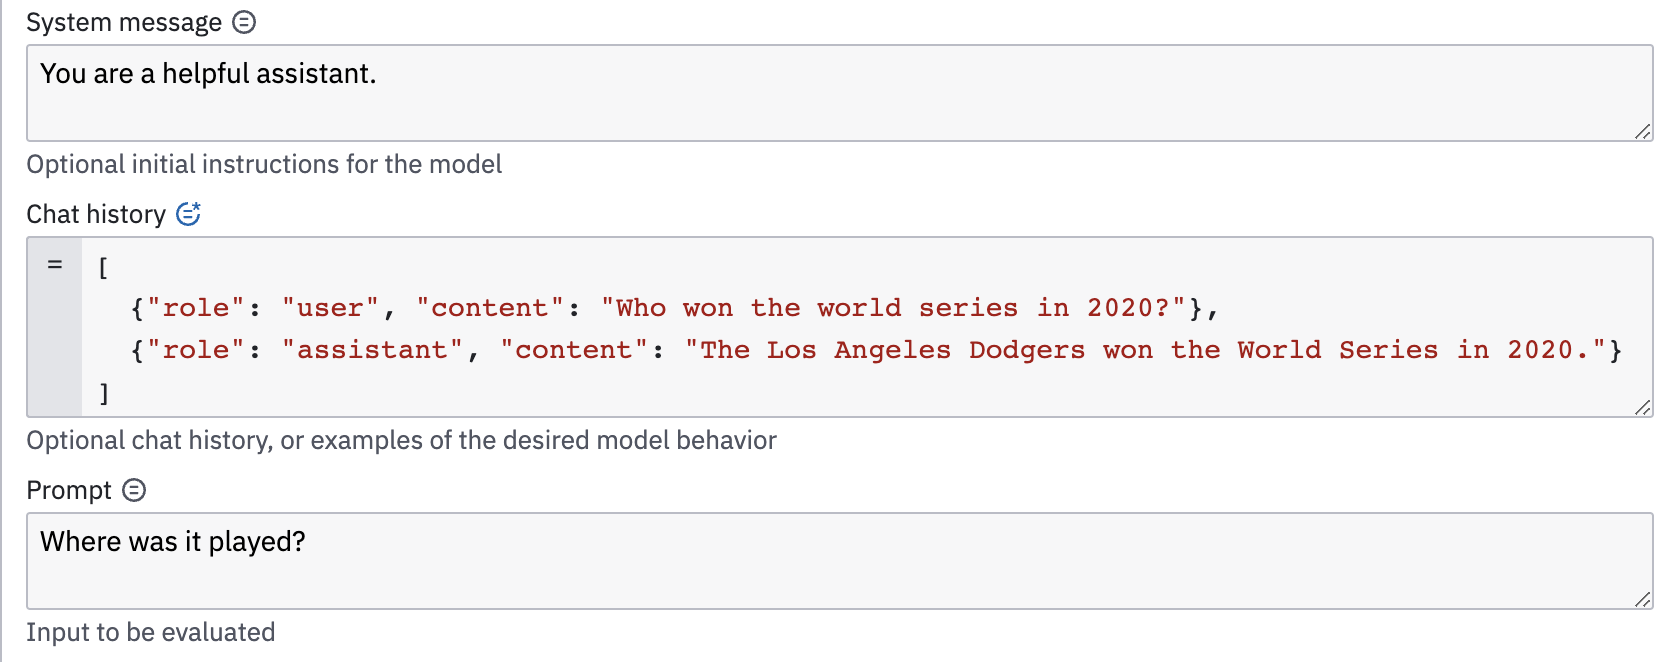 System message
You are a helpful assistant.
Optional initial instructions for the model
Chat history
=
[
{"role": "user", "content": "Who won the world series in 2020?"},
{"role": "assistant", "content": "The Los Angeles Dodgers won the World Series in 2020."}
]
Optional chat history, or examples of the desired model behavior
Prompt
Where was it played?
Input to be evaluated